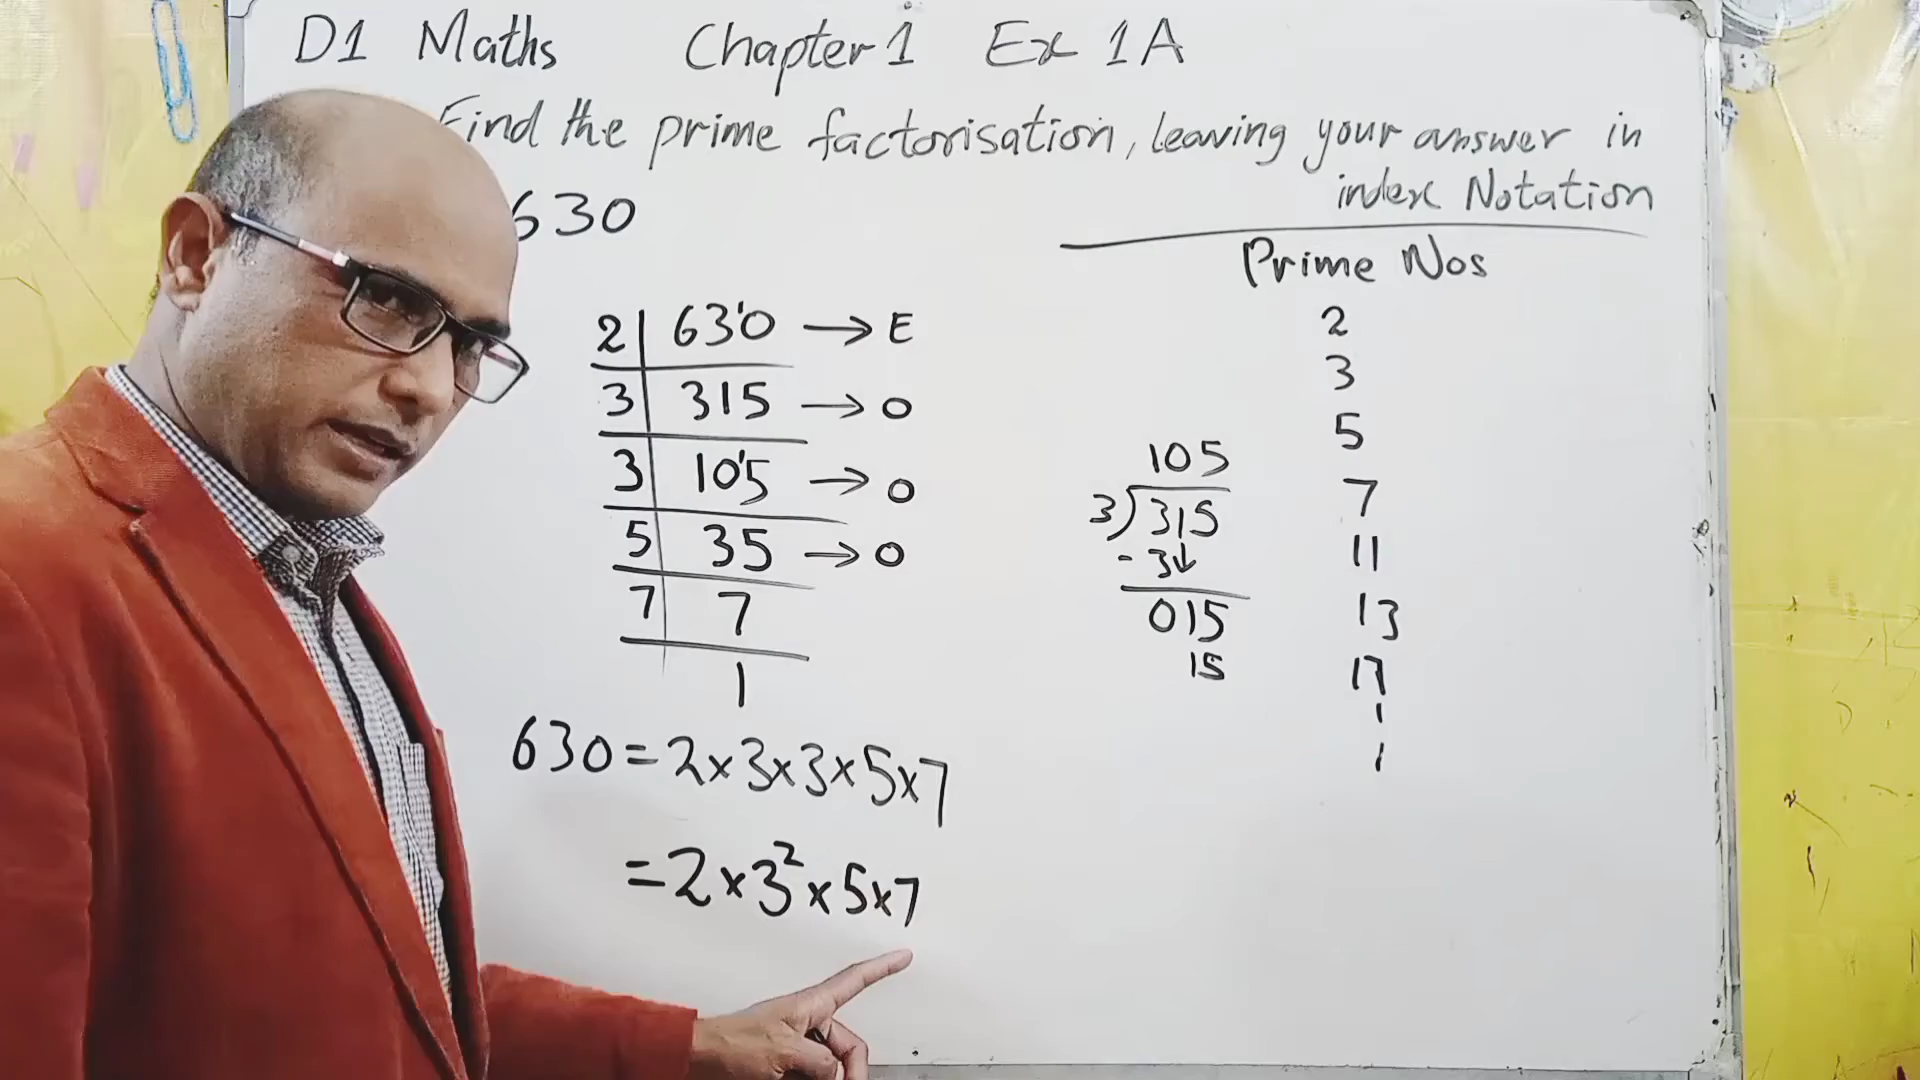 D1 Maths Chapter 1 Ex 1A
Find the prime factorisation, leaving your answer in
index Notation
630
Prime Nos
2 | 630 → E
3 | 315 → O
3 | 105 → O
5 | 35 → O
7 | 7
1
630 = 2×3×3×5×7
= 2×3²×5×7
105
3)315
-3↓
015
15
2
3
5
7
11
13
17